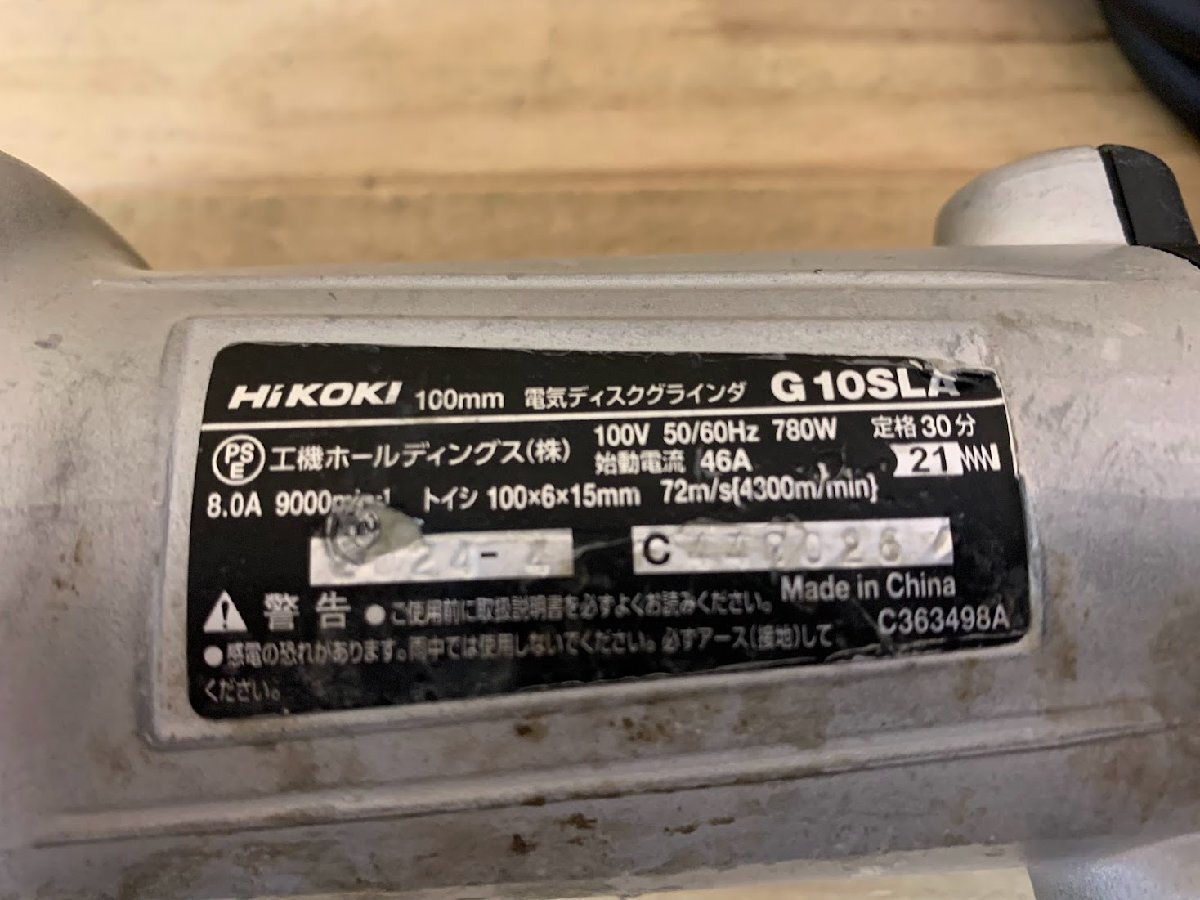 HiKOKI 100mm 電気ディスクグラインダ G 10SLA
PSE 工機ホールディングス(株) 100V 50/60Hz 780W 定格30分
始動電流 46A 21
8.0A 9000min⁻¹ トイシ 100×6×15mm 72m/s{4300m/min}
24-4 C
Made in China
警告 ●ご使用前に取扱説明書を必ずよくお読みください。
C363498A
●感電の恐れがあります。雨中では使用しないでください。必ずアース(接地)して
ください。